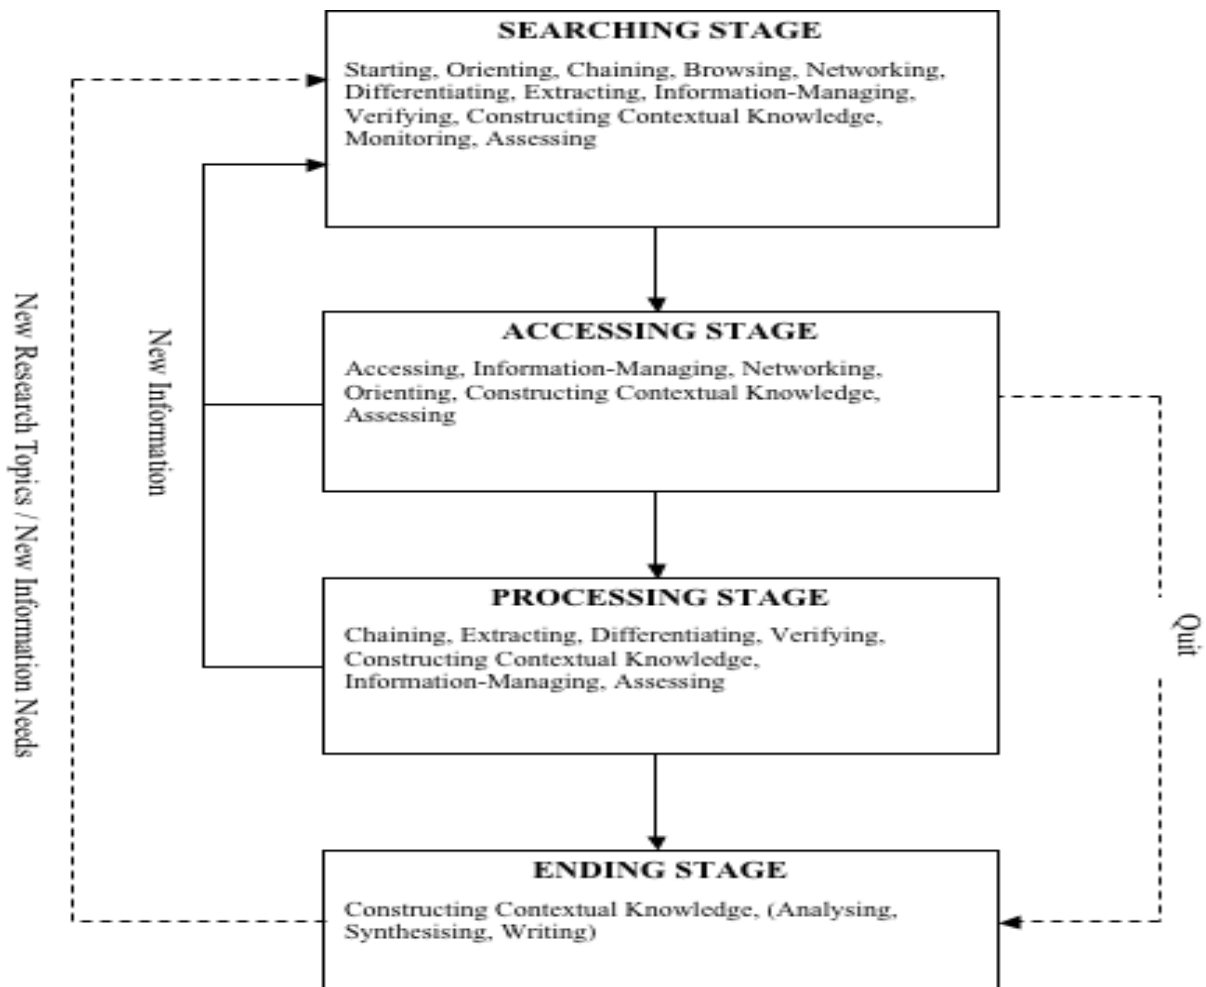 SEARCHING STAGE
Starting, Orienting, Chaining, Browsing, Networking,
Differentiating, Extracting, Information-Managing,
Verifying, Constructing Contextual Knowledge,
Monitoring, Assessing
ACCESSING STAGE
Accessing, Information-Managing, Networking,
Orienting, Constructing Contextual Knowledge,
Assessing
PROCESSING STAGE
Chaining, Extracting, Differentiating, Verifying,
Constructing Contextual Knowledge,
Information-Managing, Assessing
ENDING STAGE
Constructing Contextual Knowledge, (Analysing,
Synthesising, Writing)
New Research Topics / New Information Needs
New Information
Quit